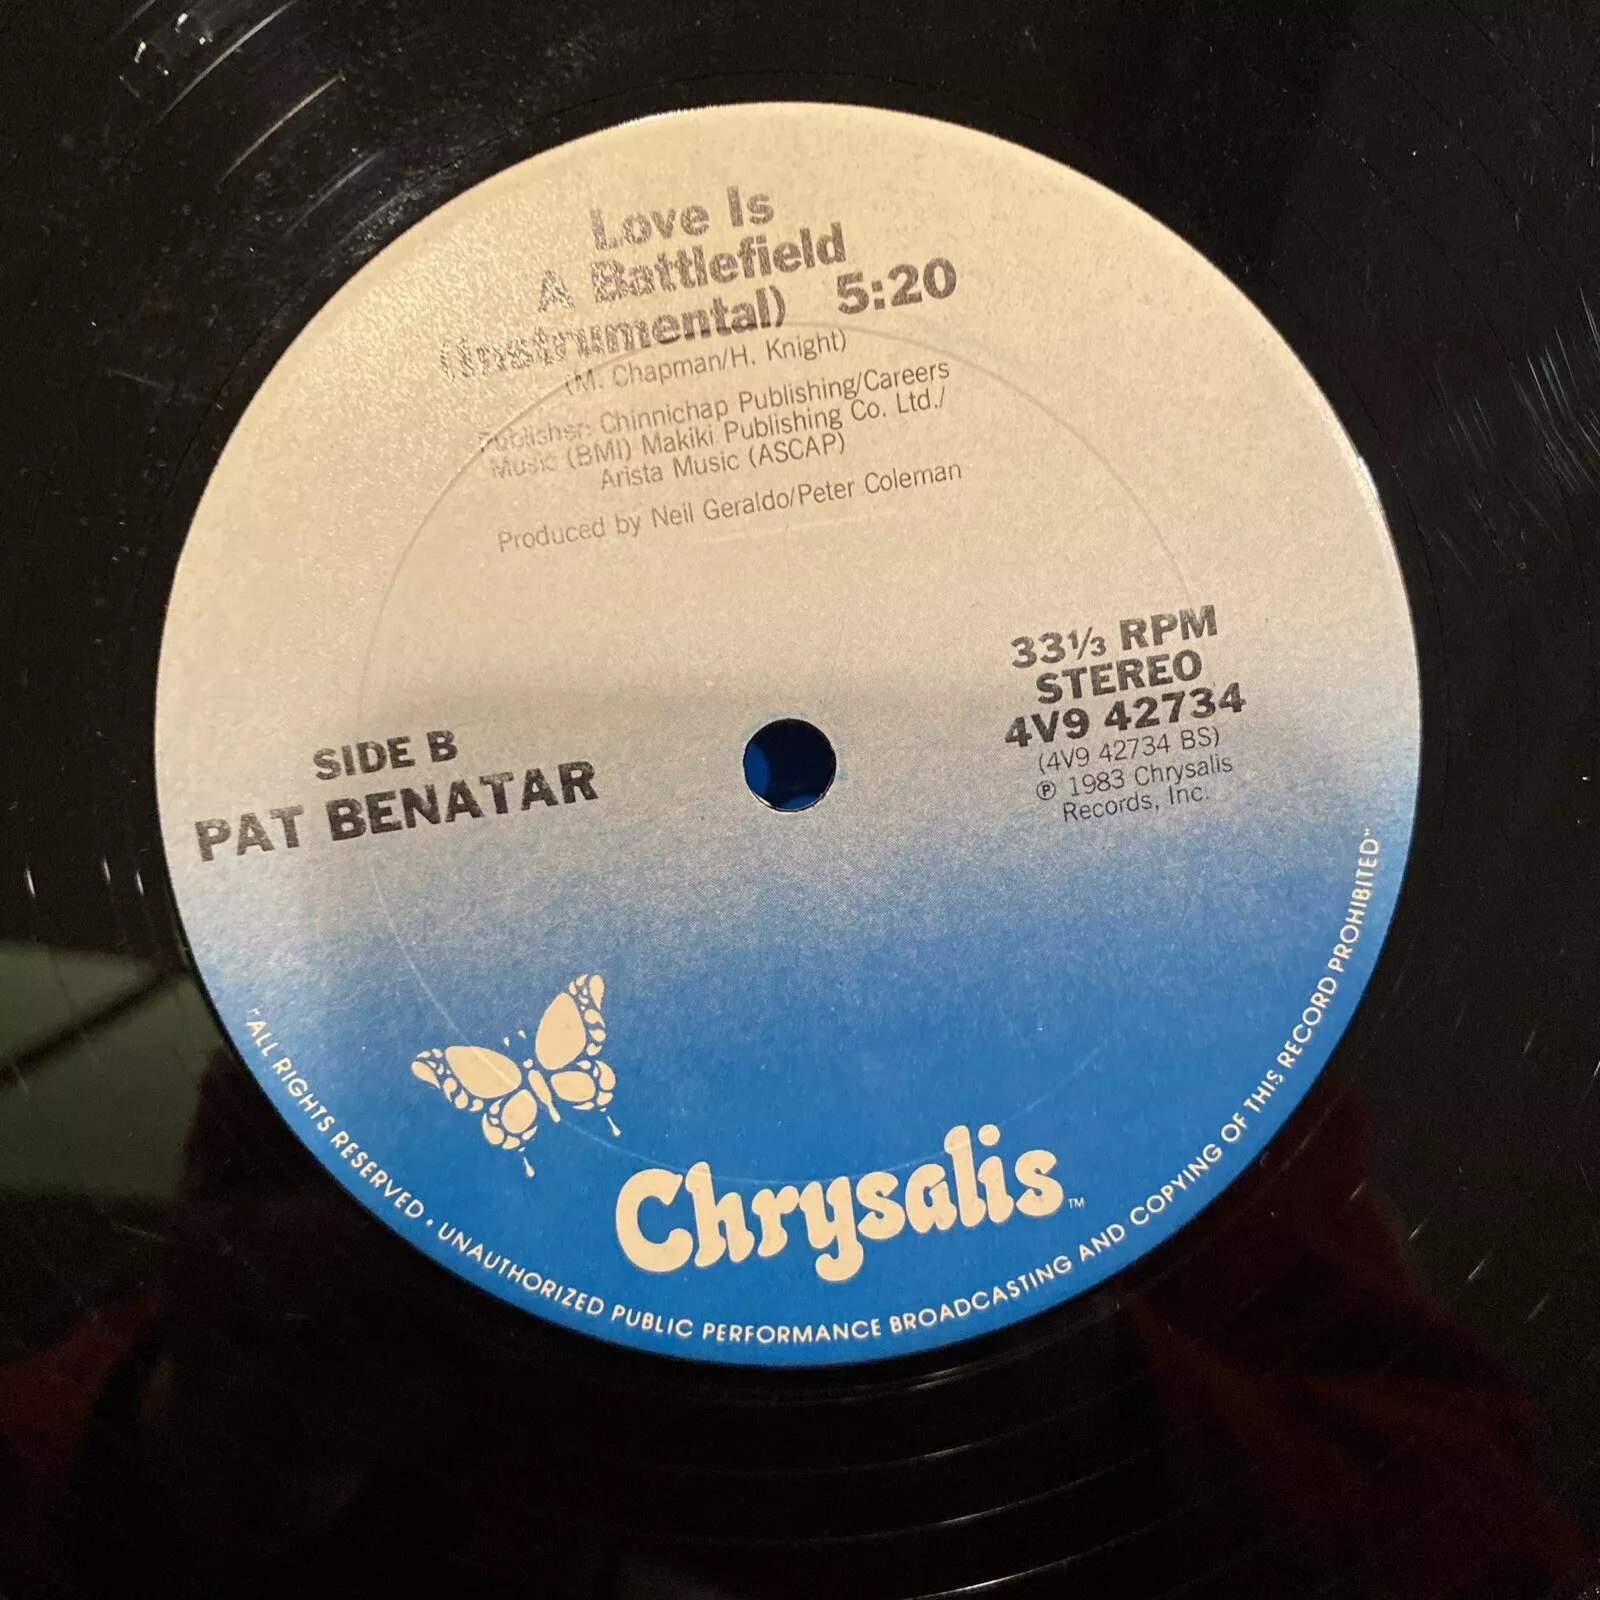 Love Is
A Battlefield
(Instrumental) 5:20
(M. Chapman/H. Knight)
Publisher: Chinnichap Publishing/Careers
Music (BMI) Makiki Publishing Co. Ltd./
Arista Music (ASCAP)
Produced by Neil Geraldo/Peter Coleman
33⅓ RPM
STEREO
4V9 42734
(4V9 42734 BS)
℗ 1983 Chrysalis
Records, Inc.
SIDE B
PAT BENATAR
Chrysalis™
"ALL RIGHTS RESERVED • UNAUTHORIZED PUBLIC PERFORMANCE BROADCASTING AND COPYING OF THIS RECORD PROHIBITED"